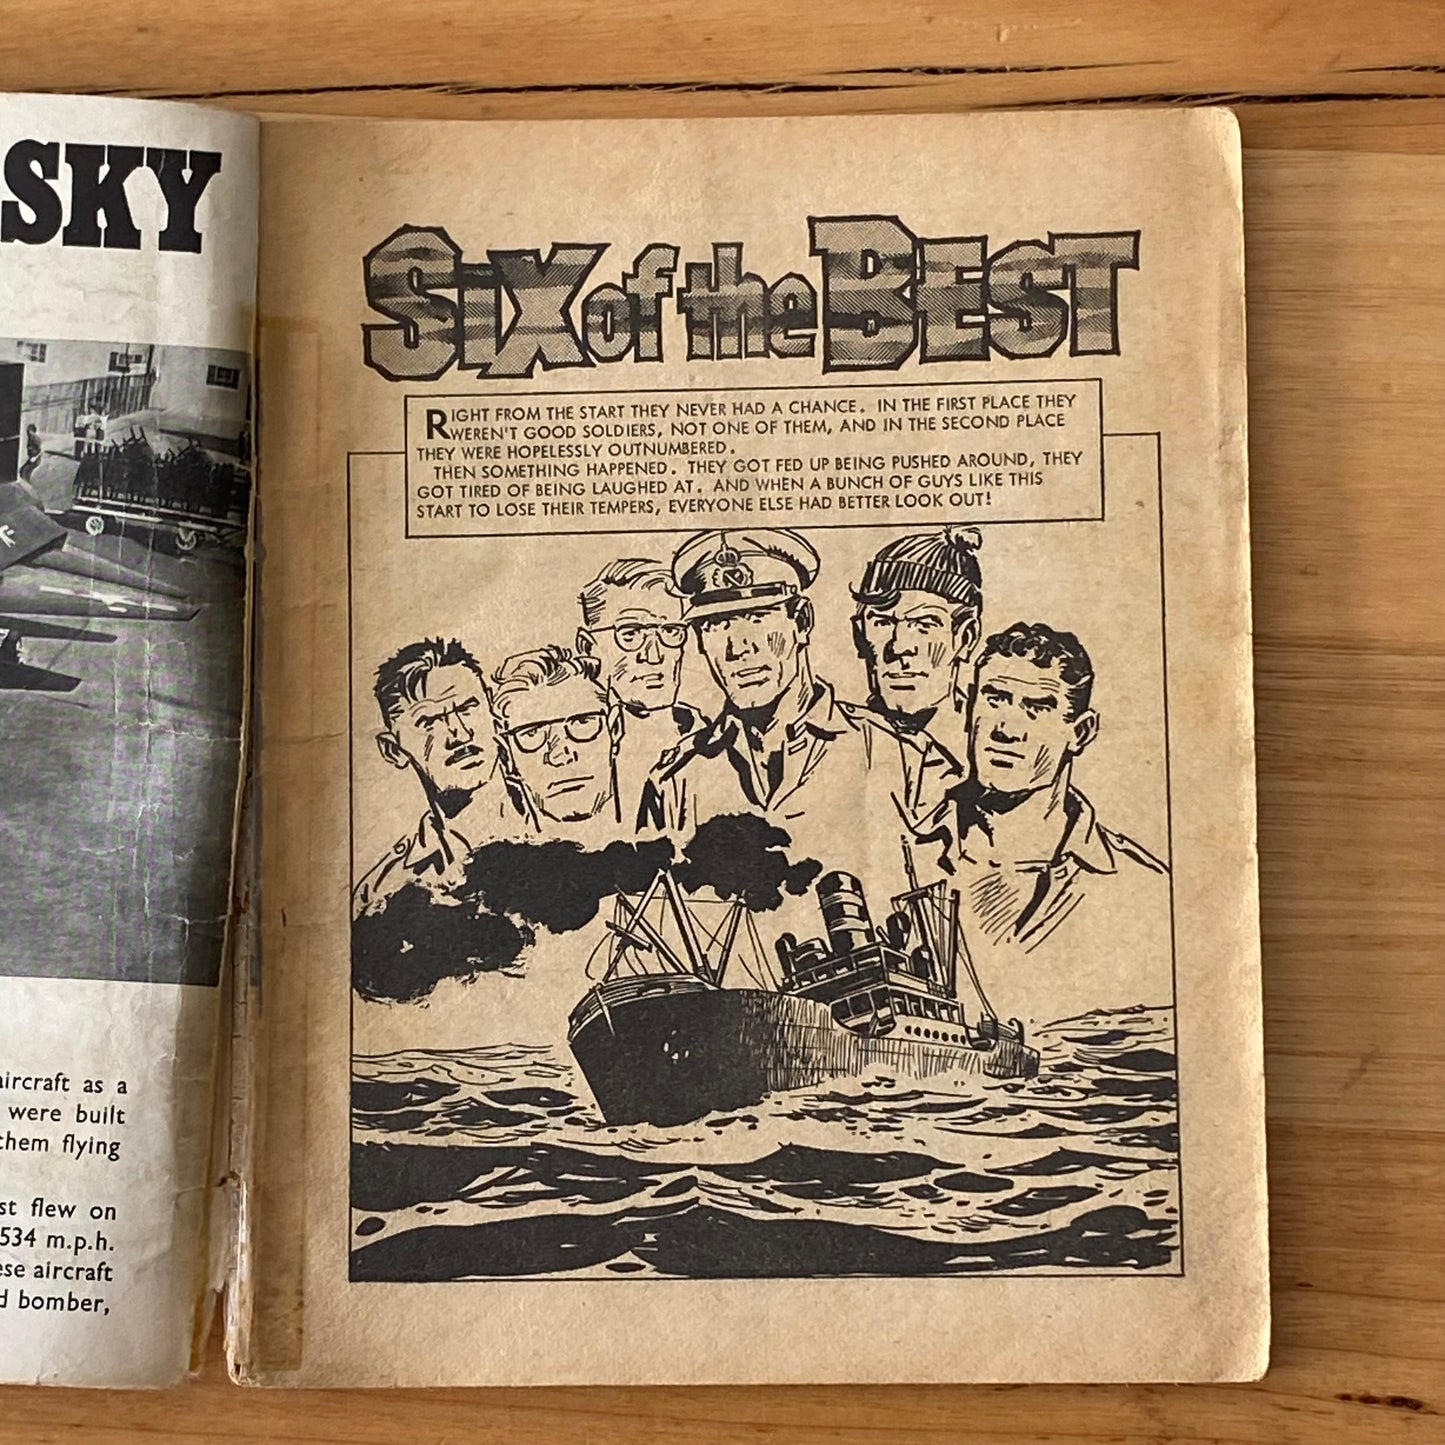 SKY
aircraft as a
were built
them flying
flew on
534 m.p.h.
aircraft
bomber,
SiX of the BEST
RIGHT FROM THE START THEY NEVER HAD A CHANCE. IN THE FIRST PLACE THEY
WEREN'T GOOD SOLDIERS, NOT ONE OF THEM, AND IN THE SECOND PLACE
THEY WERE HOPELESSLY OUTNUMBERED.
THEN SOMETHING HAPPENED. THEY GOT FED UP BEING PUSHED AROUND, THEY
GOT TIRED OF BEING LAUGHED AT. AND WHEN A BUNCH OF GUYS LIKE THIS
START TO LOSE THEIR TEMPERS, EVERYONE ELSE HAD BETTER LOOK OUT!